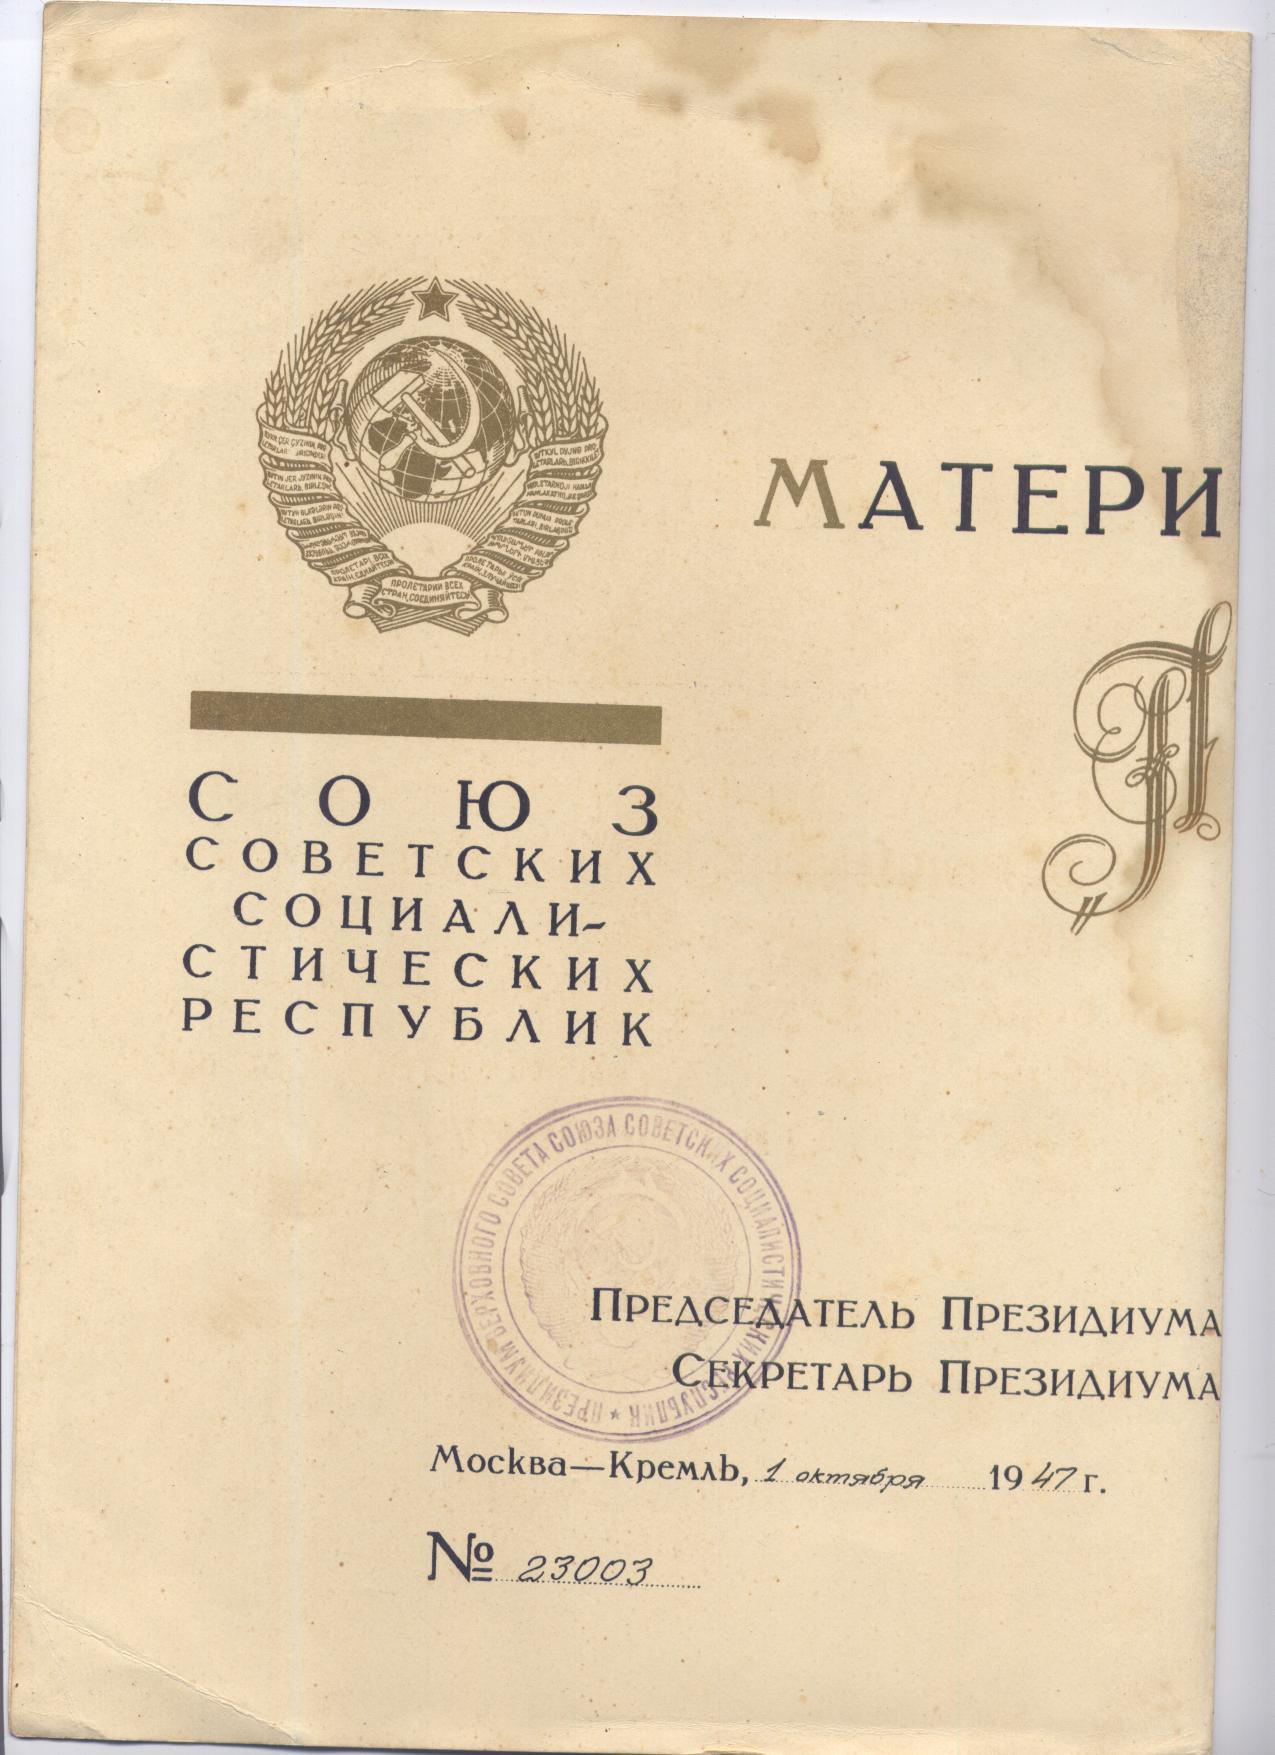 ПРОЛЕТАРИИ ВСЕХ
СТРАН, СОЕДИНЯЙТЕСЬ
МАТЕРИ
П
СОЮЗ
СОВЕТСКИХ
СОЦИАЛИ-
СТИЧЕСКИХ
РЕСПУБЛИК
ПРЕЗИДИУМ ВЕРХОВНОГО СОВЕТА СОЮЗА СОВЕТСКИХ СОЦИАЛИСТИЧЕСКИХ РЕСПУБЛИК
ПРЕДСЕДАТЕЛЬ ПРЕЗИДИУМА
СЕКРЕТАРЬ ПРЕЗИДИУМА
Москва—Кремль, 1 октября 1947 г.
№ 23003